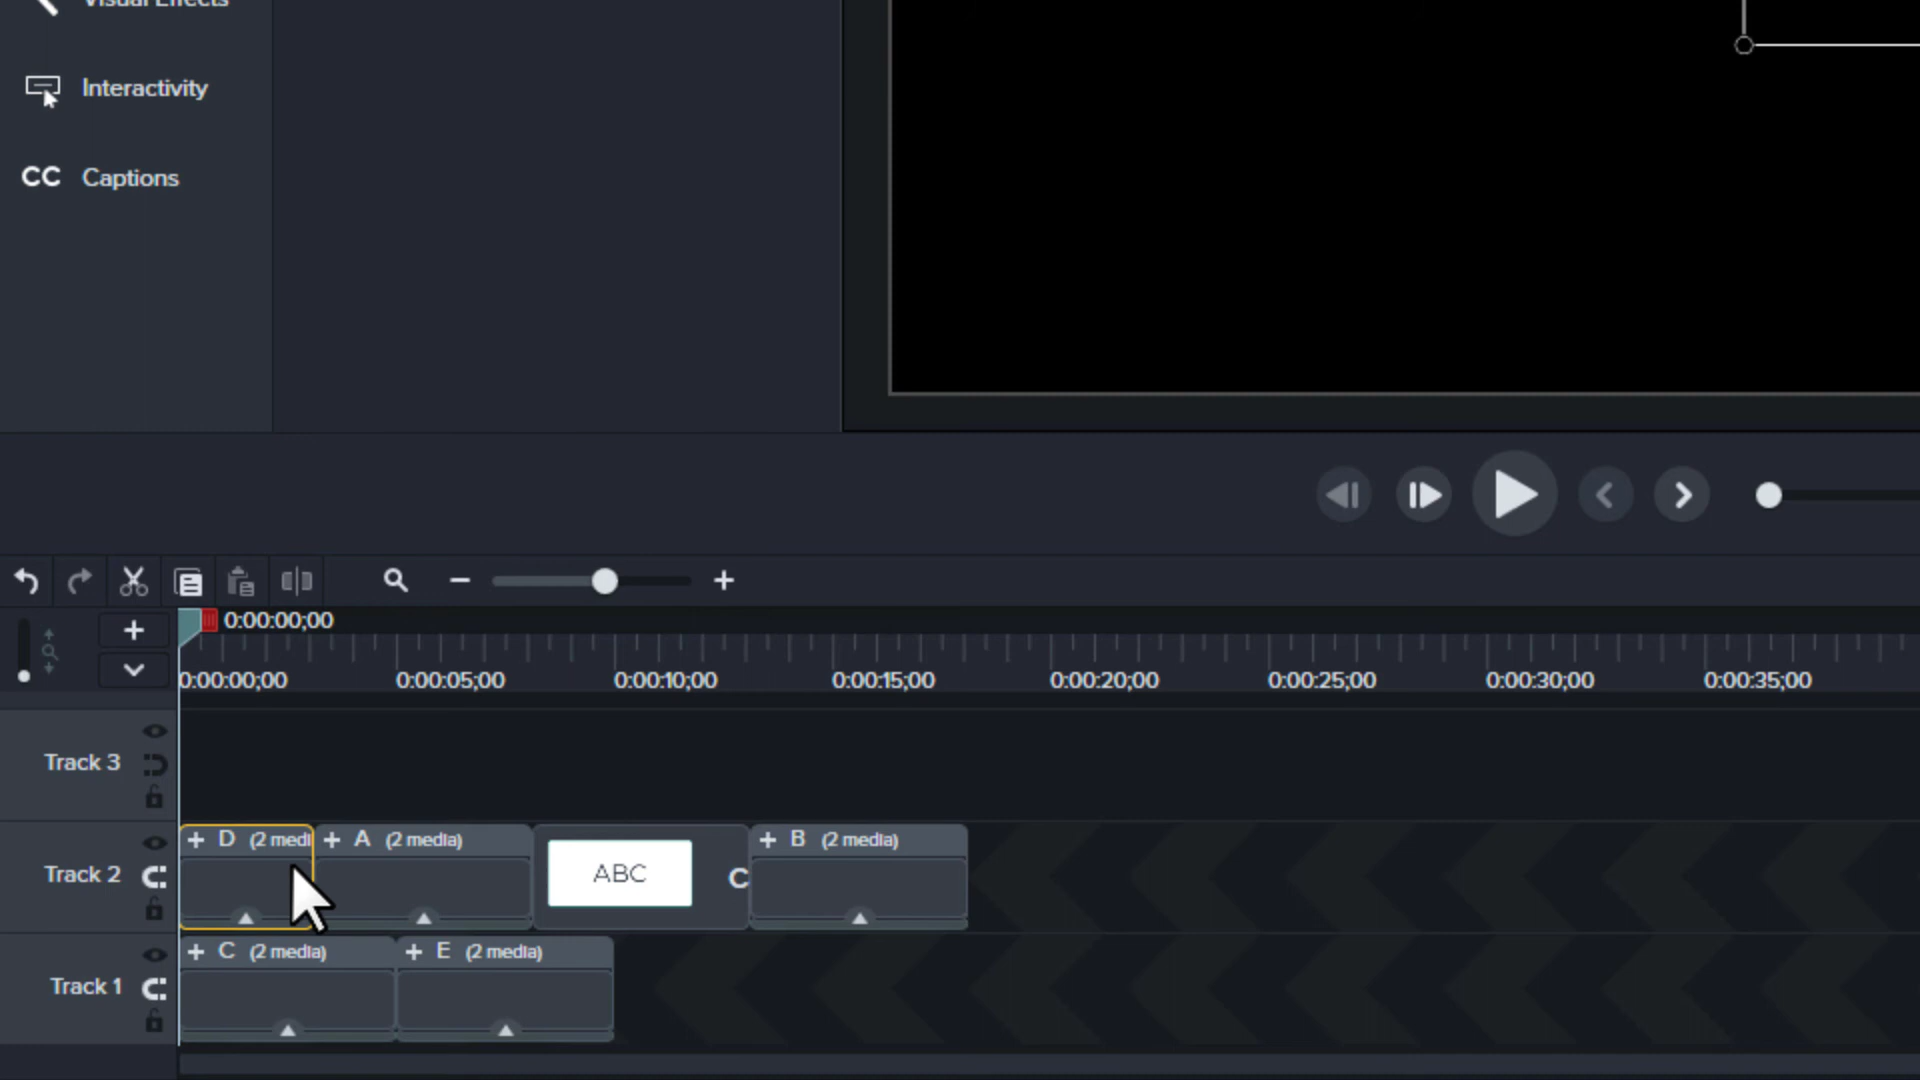 Visual Effects
Interactivity
CC Captions
0:00:00;00
0:00:00;00 0:00:05;00 0:00:10;00 0:00:15;00 0:00:20;00 0:00:25;00 0:00:30;00 0:00:35;00
Track 3
Track 2
D (2 medi
A (2 media)
ABC
C
B (2 media)
Track 1
C (2 media)
E (2 media)